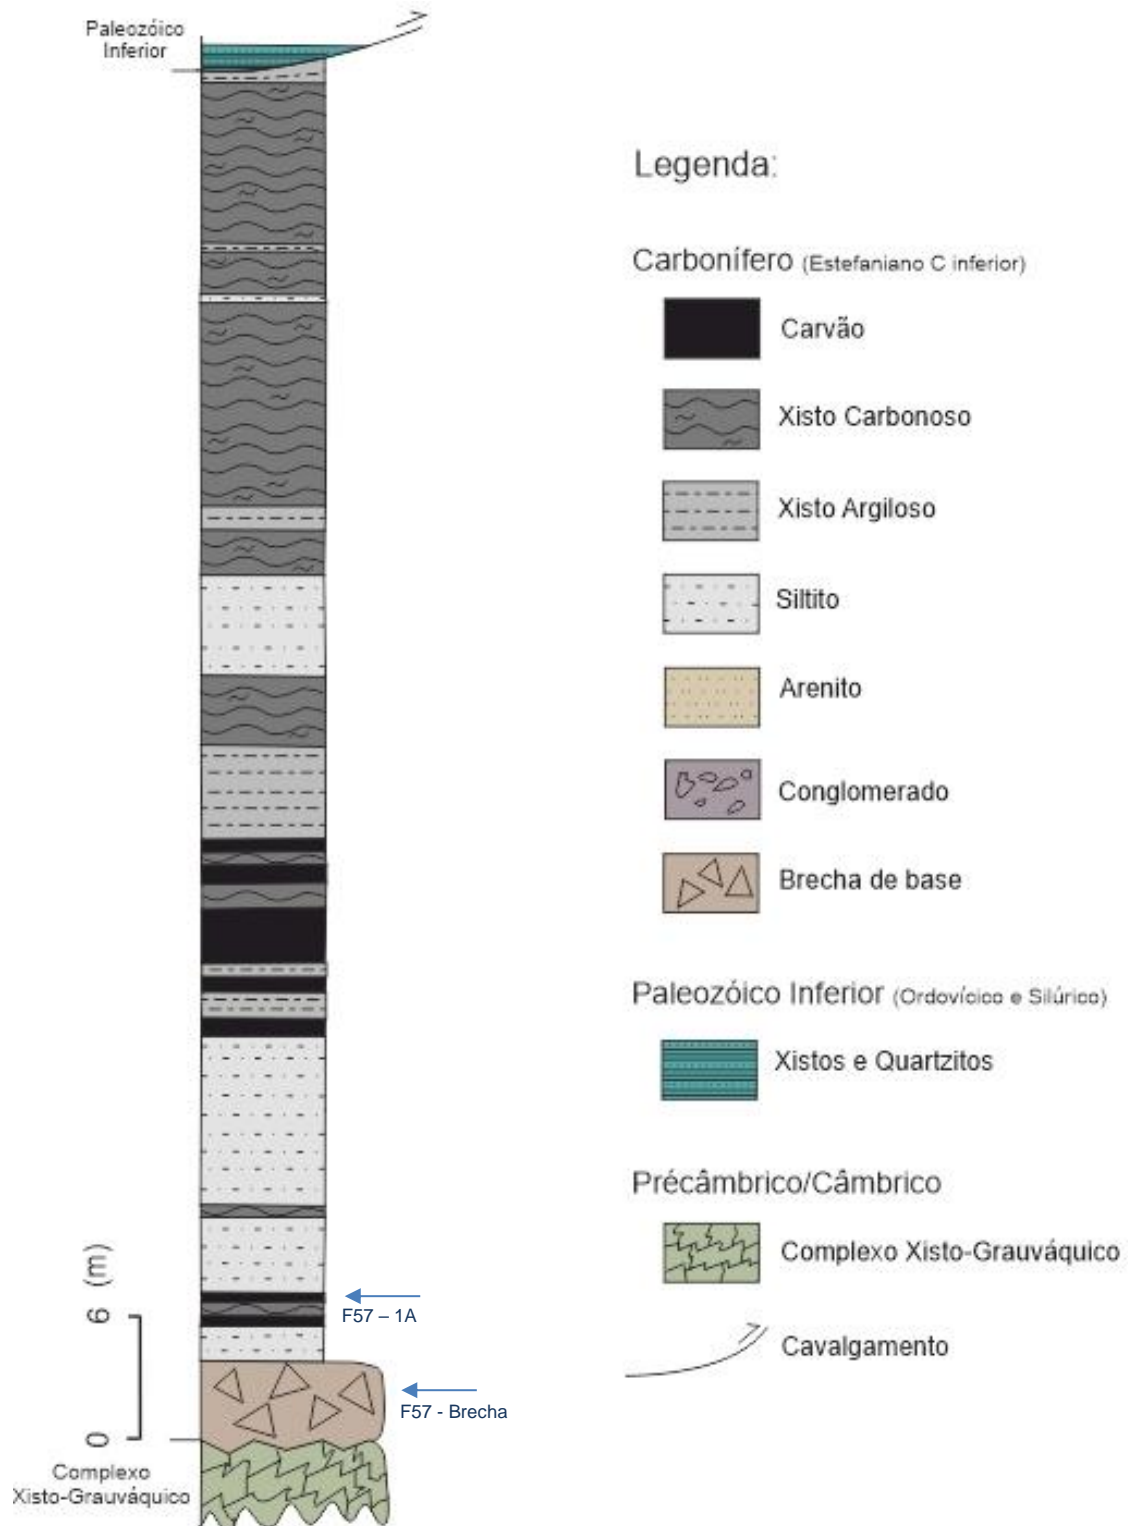 Paleozóico
Inferior
Legenda:
Carbonífero (Estefaniano C inferior)
Carvão
Xisto Carbonoso
Xisto Argiloso
Siltito
Arenito
Conglomerado
Brecha de base
Paleozóico Inferior (Ordovícico e Silúrico)
Xistos e Quartzitos
Précâmbrico/Câmbrico
Complexo Xisto-Grauváquico
Cavalgamento
(m)
6
0
F57 – 1A
F57 - Brecha
Complexo
Xisto-Grauváquico